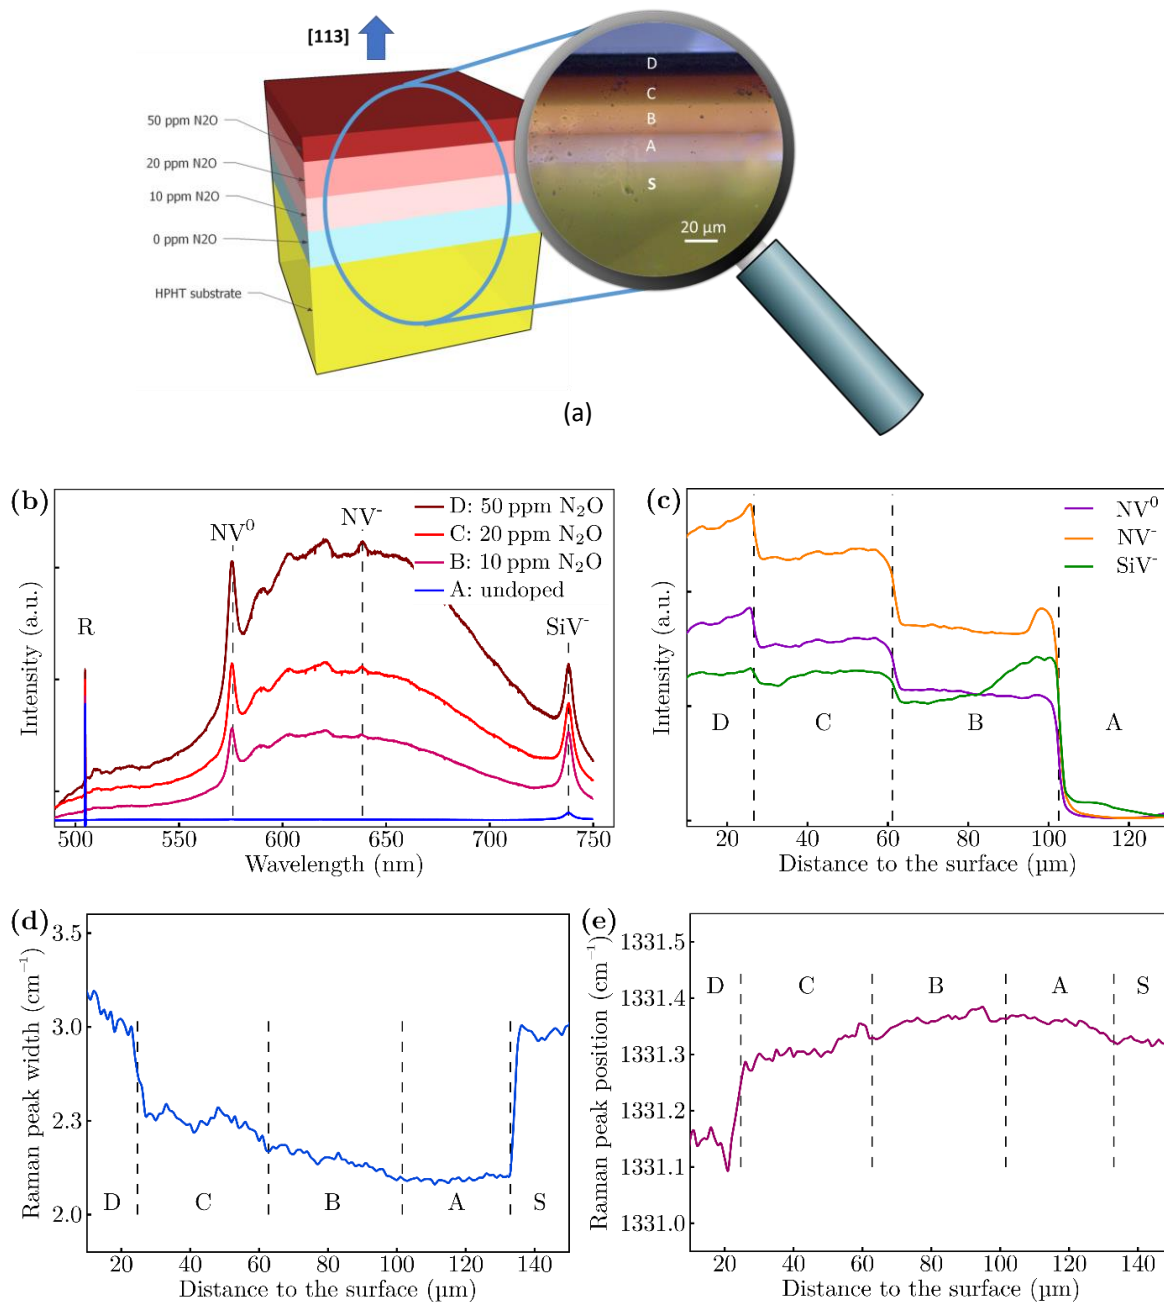 [113]
50 ppm N2O
20 ppm N2O
10 ppm N2O
0 ppm N2O
HPHT substrate
D
C
B
A
S
20 µm
(a)
(b)
NV⁰
NV⁻
D: 50 ppm N₂O
C: 20 ppm N₂O
B: 10 ppm N₂O
A: undoped
R
SiV⁻
Intensity (a.u.)
500 550 600 650 700 750
Wavelength (nm)
(c)
NV⁰
NV⁻
SiV⁻
Intensity (a.u.)
D C B A
20 40 60 80 100 120
Distance to the surface (µm)
(d)
Raman peak width (cm⁻¹)
3.5
3.0
2.3
2.0
D C B A S
20 40 60 80 100 120 140
Distance to the surface (µm)
(e)
Raman peak position (cm⁻¹)
1331.5
1331.4
1331.3
1331.2
1331.1
1331.0
D C B A S
20 40 60 80 100 120 140
Distance to the surface (µm)